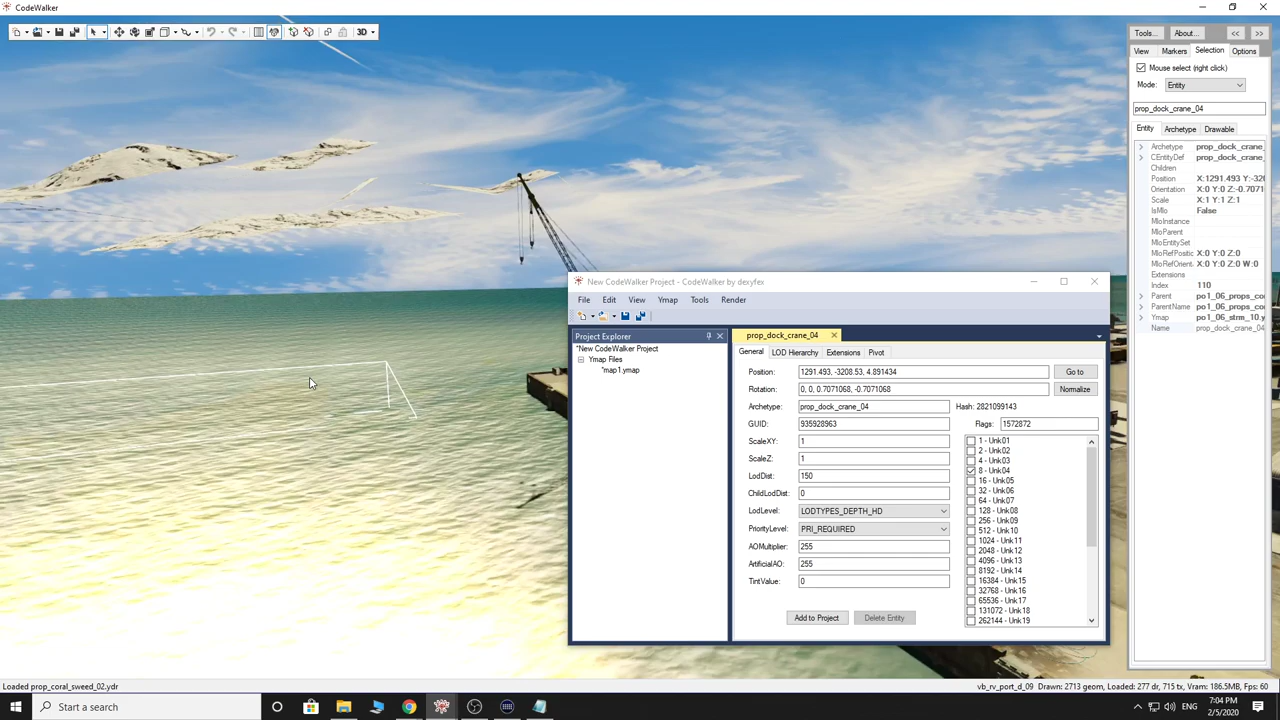 CodeWalker
3D
Tools...
About...
<<
>>
View
Markers
Selection
Options
Mouse select (right click)
Mode:
Entity
prop_dock_crane_04
Entity
Archetype
Drawable
Archetype prop_dock_crane_
CEntityDef prop_dock_crane_
Children
Position X:1291.493 Y:-320
Orientation X:0 Y:0 Z:-0.7071
Scale X:1 Y:1 Z:1
IsMlo False
MloInstance
MloParent
MloEntitySet
MloRefPositic X:0 Y:0 Z:0
MloRefOrient. X:0 Y:0 Z:0 W:0
Extensions
Index 110
Parent po1_06_props_co
ParentName po1_06_props_co
Ymap po1_06_strm_10.y
Name prop_dock_crane_04
New CodeWalker Project - CodeWalker by dexyfex
File
Edit
View
Ymap
Tools
Render
Project Explorer
*New CodeWalker Project
Ymap Files
*map1.ymap
prop_dock_crane_04
General
LOD Hierarchy
Extensions
Pivot
Position: 1291.493, -3208.53, 4.891434 Go to
Rotation: 0, 0, 0.7071068, -0.7071068 Normalize
Archetype: prop_dock_crane_04 Hash: 2821099143
GUID: 935928963 Flags: 1572872
ScaleXY: 1
ScaleZ: 1
LodDist: 150
ChildLodDist: 0
LodLevel: LODTYPES_DEPTH_HD
PriorityLevel: PRI_REQUIRED
AOMultiplier: 255
ArtificialAO: 255
TintValue: 0
1 - Unk01
2 - Unk02
4 - Unk03
8 - Unk04
16 - Unk05
32 - Unk06
64 - Unk07
128 - Unk08
256 - Unk09
512 - Unk10
1024 - Unk11
2048 - Unk12
4096 - Unk13
8192 - Unk14
16384 - Unk15
32768 - Unk16
65536 - Unk17
131072 - Unk18
262144 - Unk19
Add to Project
Delete Entity
Loaded prop_coral_sweed_02.ydr
vb_rv_port_d_09 Drawn: 2713 geom, Loaded: 277 dr, 715 tx, Vram: 186.5MB, Fps: 60
Start a search
ENG
7:04 PM
2/5/2020